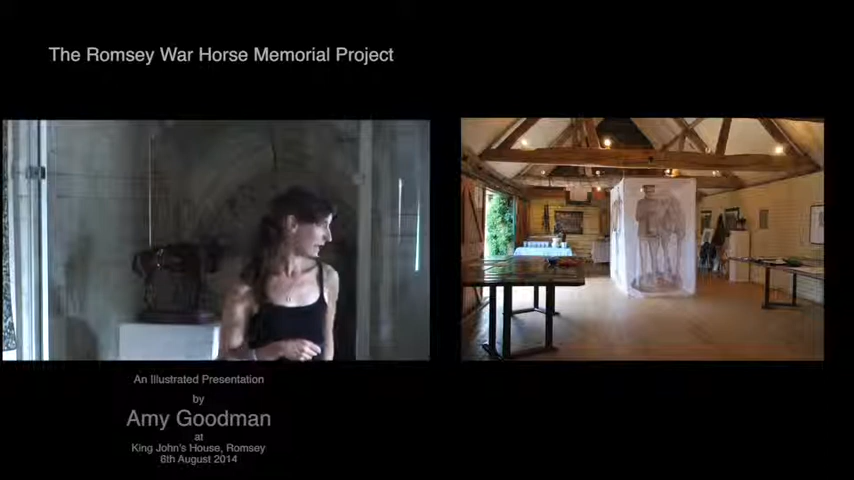 The Romsey War Horse Memorial Project
An Illustrated Presentation
by
Amy Goodman
at
King John's House, Romsey
6th August 2014